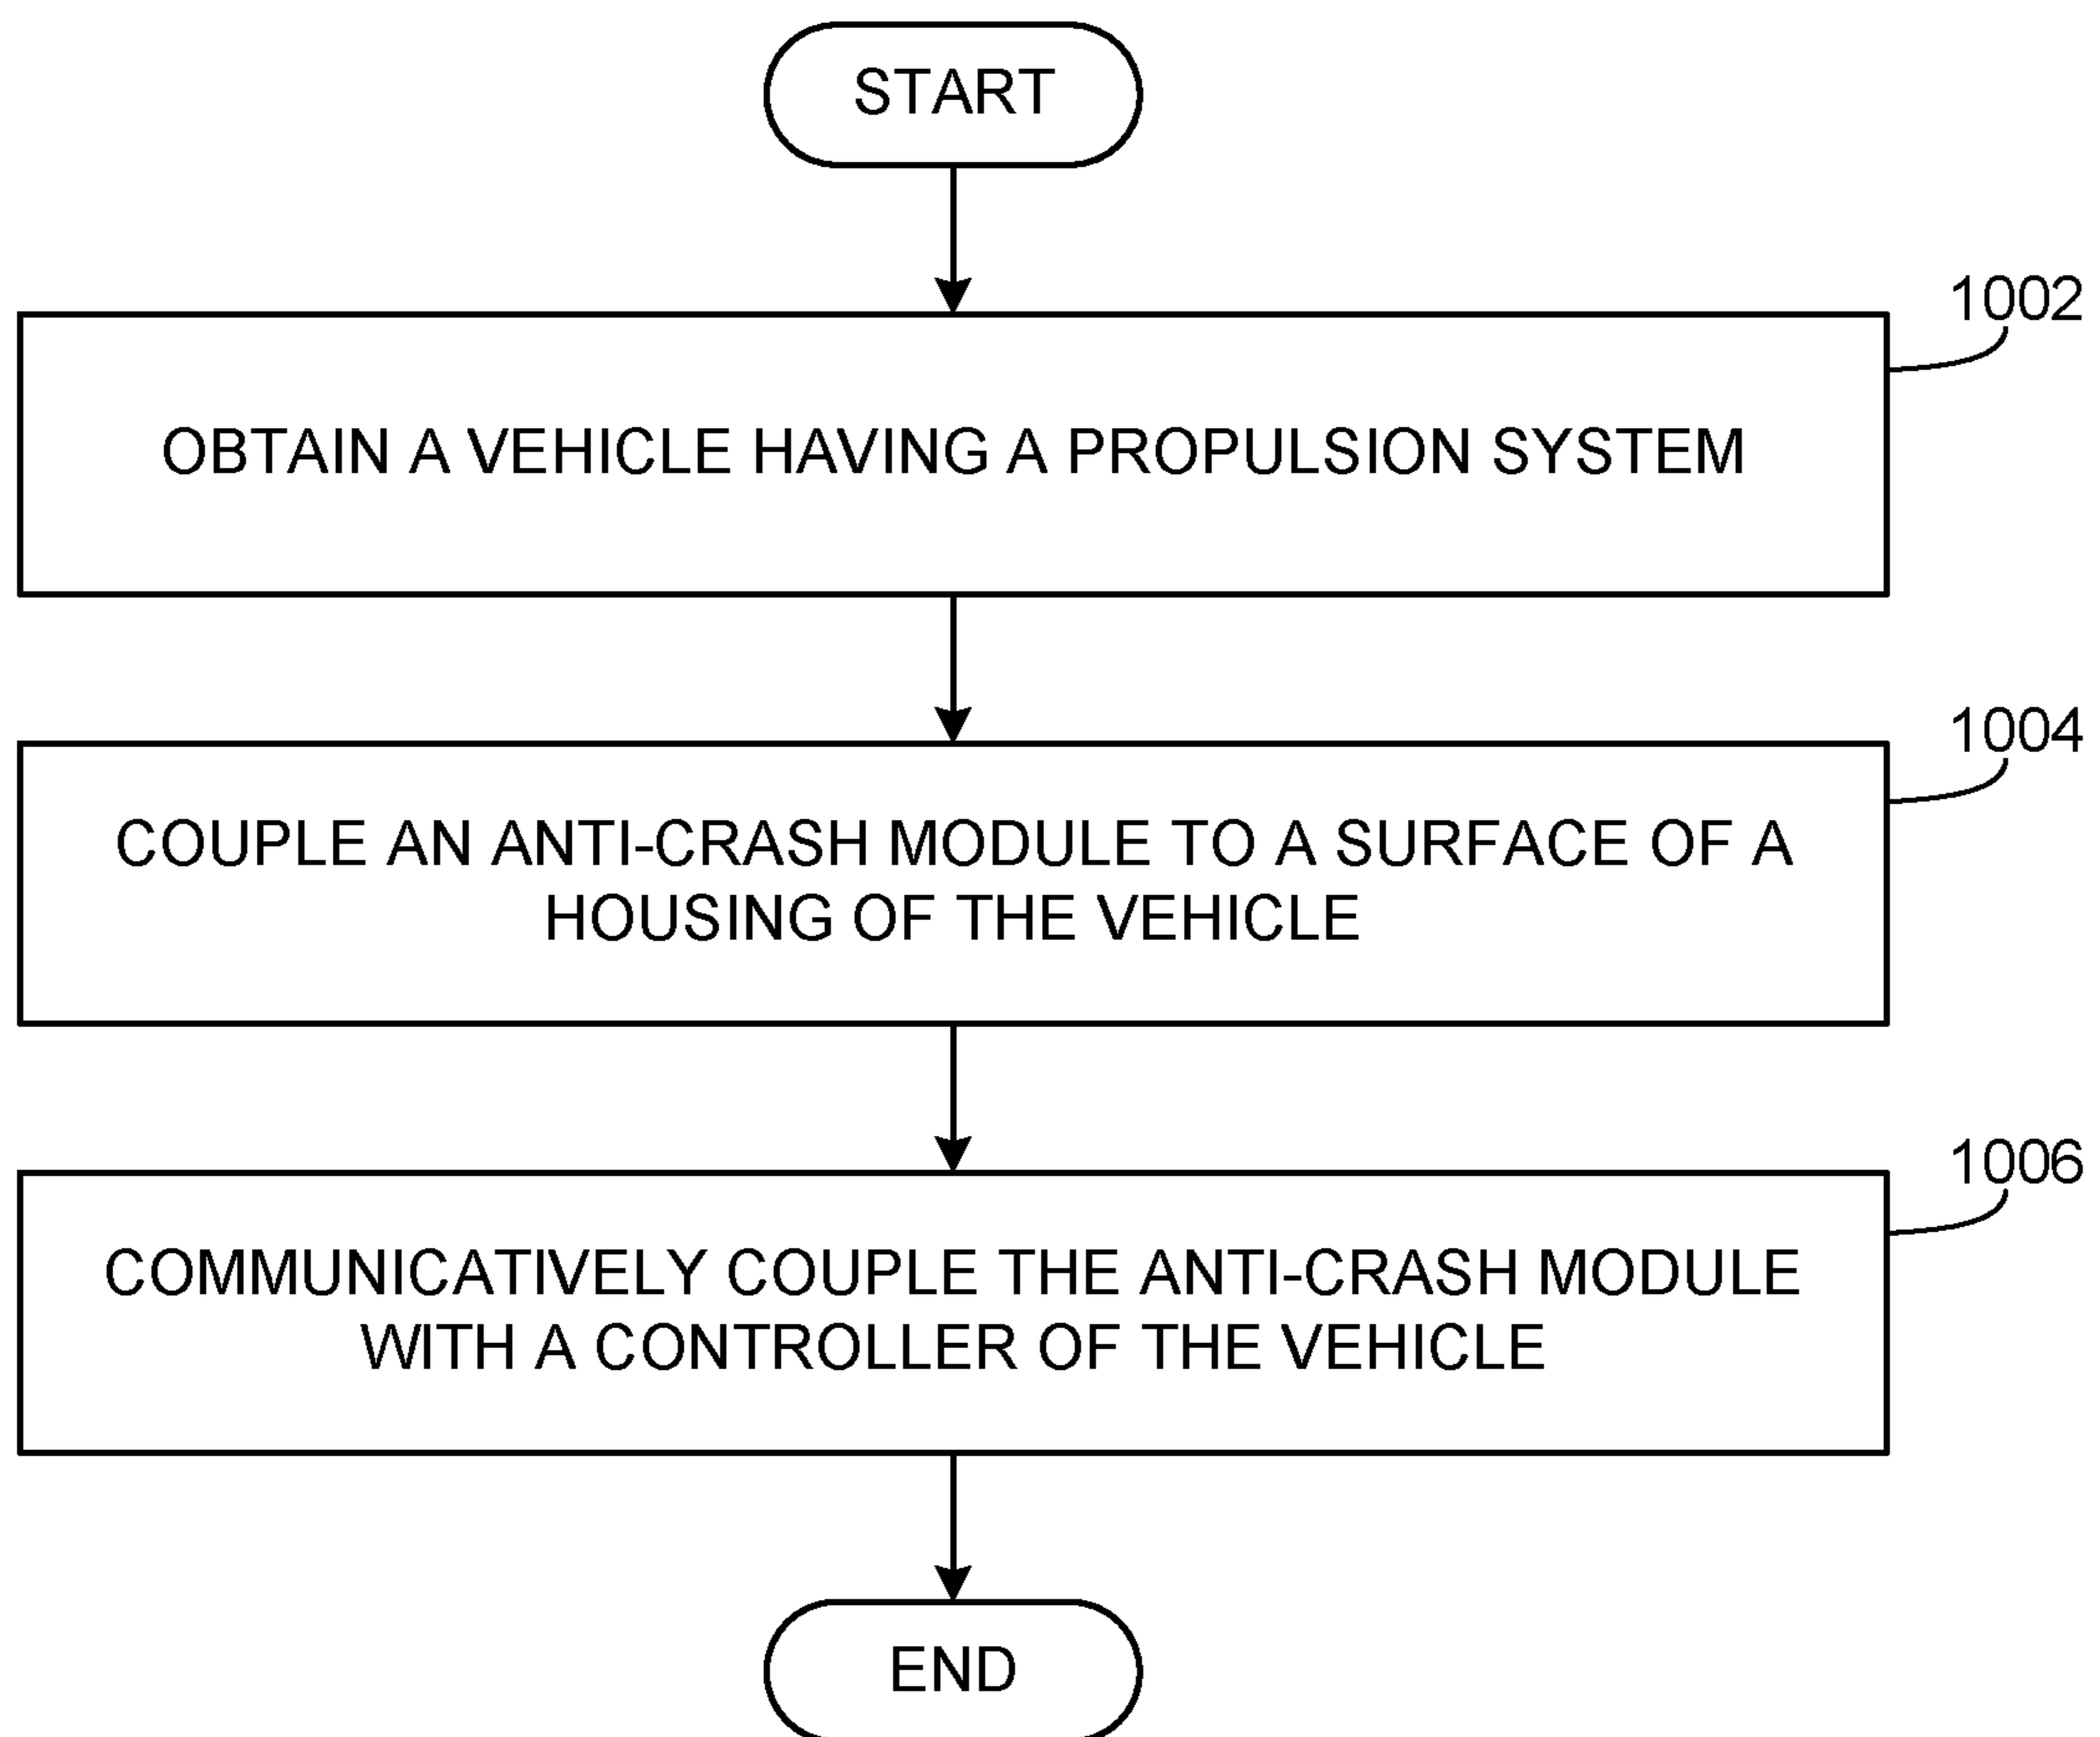 START
1002
OBTAIN A VEHICLE HAVING A PROPULSION SYSTEM
1004
COUPLE AN ANTI-CRASH MODULE TO A SURFACE OF A
HOUSING OF THE VEHICLE
1006
COMMUNICATIVELY COUPLE THE ANTI-CRASH MODULE
WITH A CONTROLLER OF THE VEHICLE
END